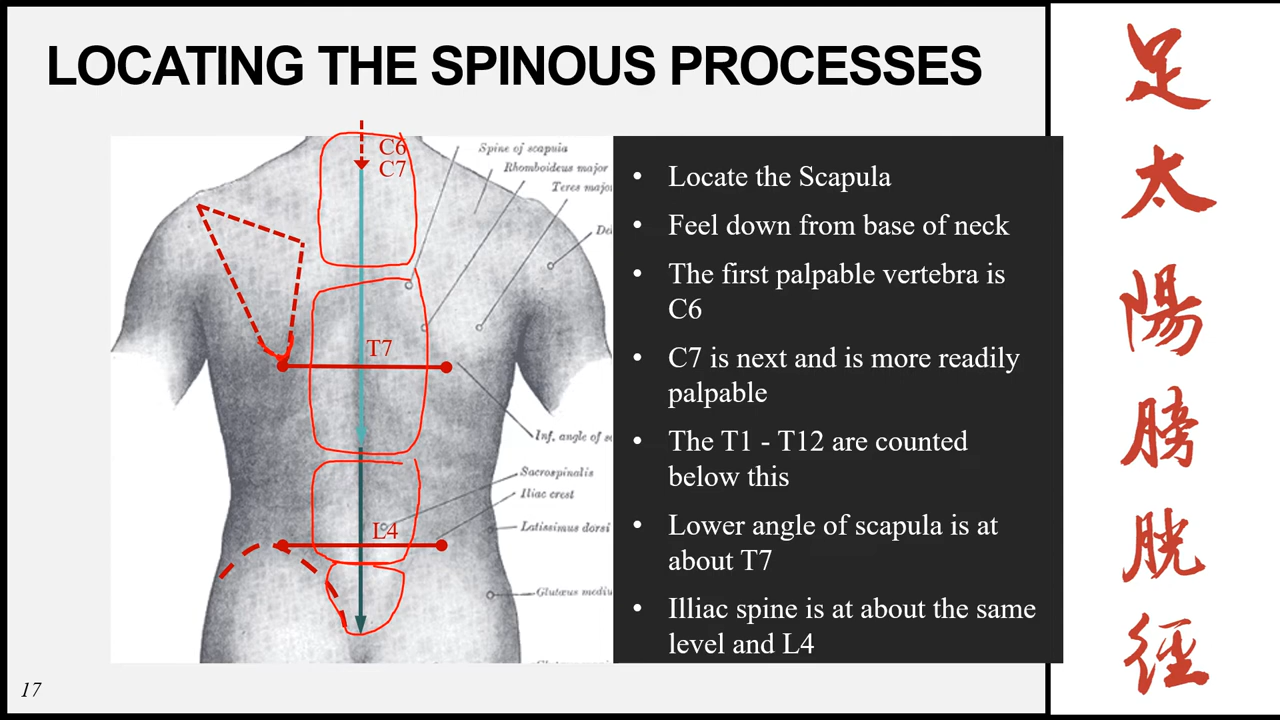 LOCATING THE SPINOUS PROCESSES
C6
C7
T7
L4
Spine of scapula
Rhomboideus major
Teres major
Inf. angle of
Sacrospinalis
Iliac crest
Latissimus dorsi
• Locate the Scapula
• Feel down from base of neck
• The first palpable vertebra is
C6
• C7 is next and is more readily
palpable
• The T1 - T12 are counted
below this
• Lower angle of scapula is at
about T7
• Illiac spine is at about the same
level and L4
足
太
陽
膀
胱
徑
17